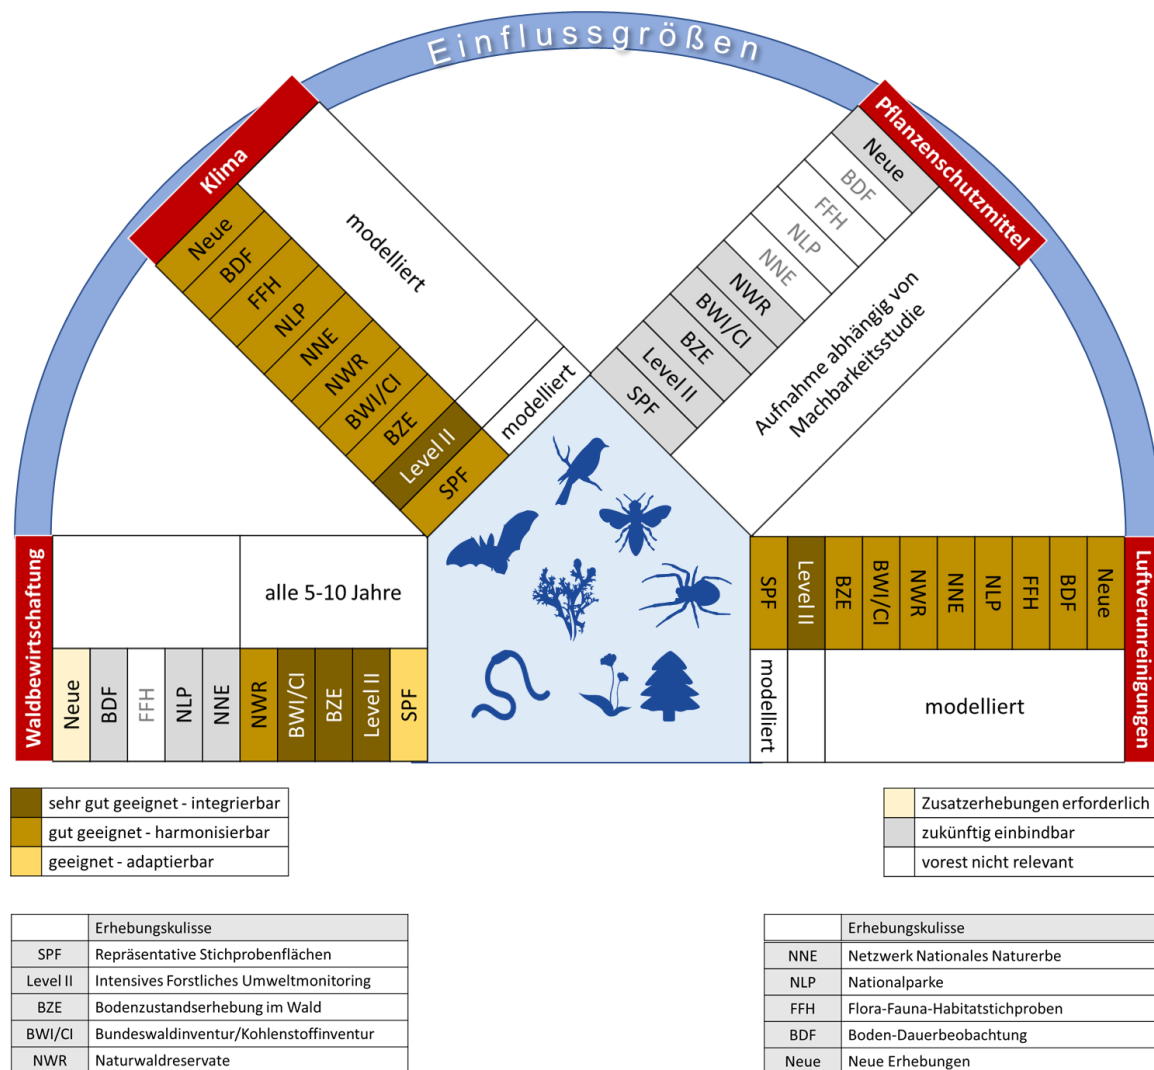 Einflussgrößen
Klima
Neue
BDF
FFH
NLP
NNE
NWR
BWI/CI
BZE
Level II
SPF
modelliert
modelliert
Pflanzenschutzmittel
Neue
BDF
FFH
NLP
NNE
NWR
BWI/CI
BZE
Level II
SPF
Aufnahme abhängig von
Machbarkeitsstudie
Waldbewirtschaftung
alle 5-10 Jahre
Neue
BDF
FFH
NLP
NNE
NWR
BWI/CI
BZE
Level II
SPF
Luftverunreinigungen
SPF
Level II
BZE
BWI/CI
NWR
NNE
NLP
FFH
BDF
Neue
modelliert
modelliert
sehr gut geeignet - integrierbar
gut geeignet - harmonisierbar
geeignet - adaptierbar
Zusatzerhebungen erforderlich
zukünftig einbindbar
vorest nicht relevant
Erhebungskulisse
SPF Repräsentative Stichprobenflächen
Level II Intensives Forstliches Umweltmonitoring
BZE Bodenzustandserhebung im Wald
BWI/CI Bundeswaldinventur/Kohlenstoffinventur
NWR Naturwaldreservate
Erhebungskulisse
NNE Netzwerk Nationales Naturerbe
NLP Nationalparke
FFH Flora-Fauna-Habitatstichproben
BDF Boden-Dauerbeobachtung
Neue Neue Erhebungen